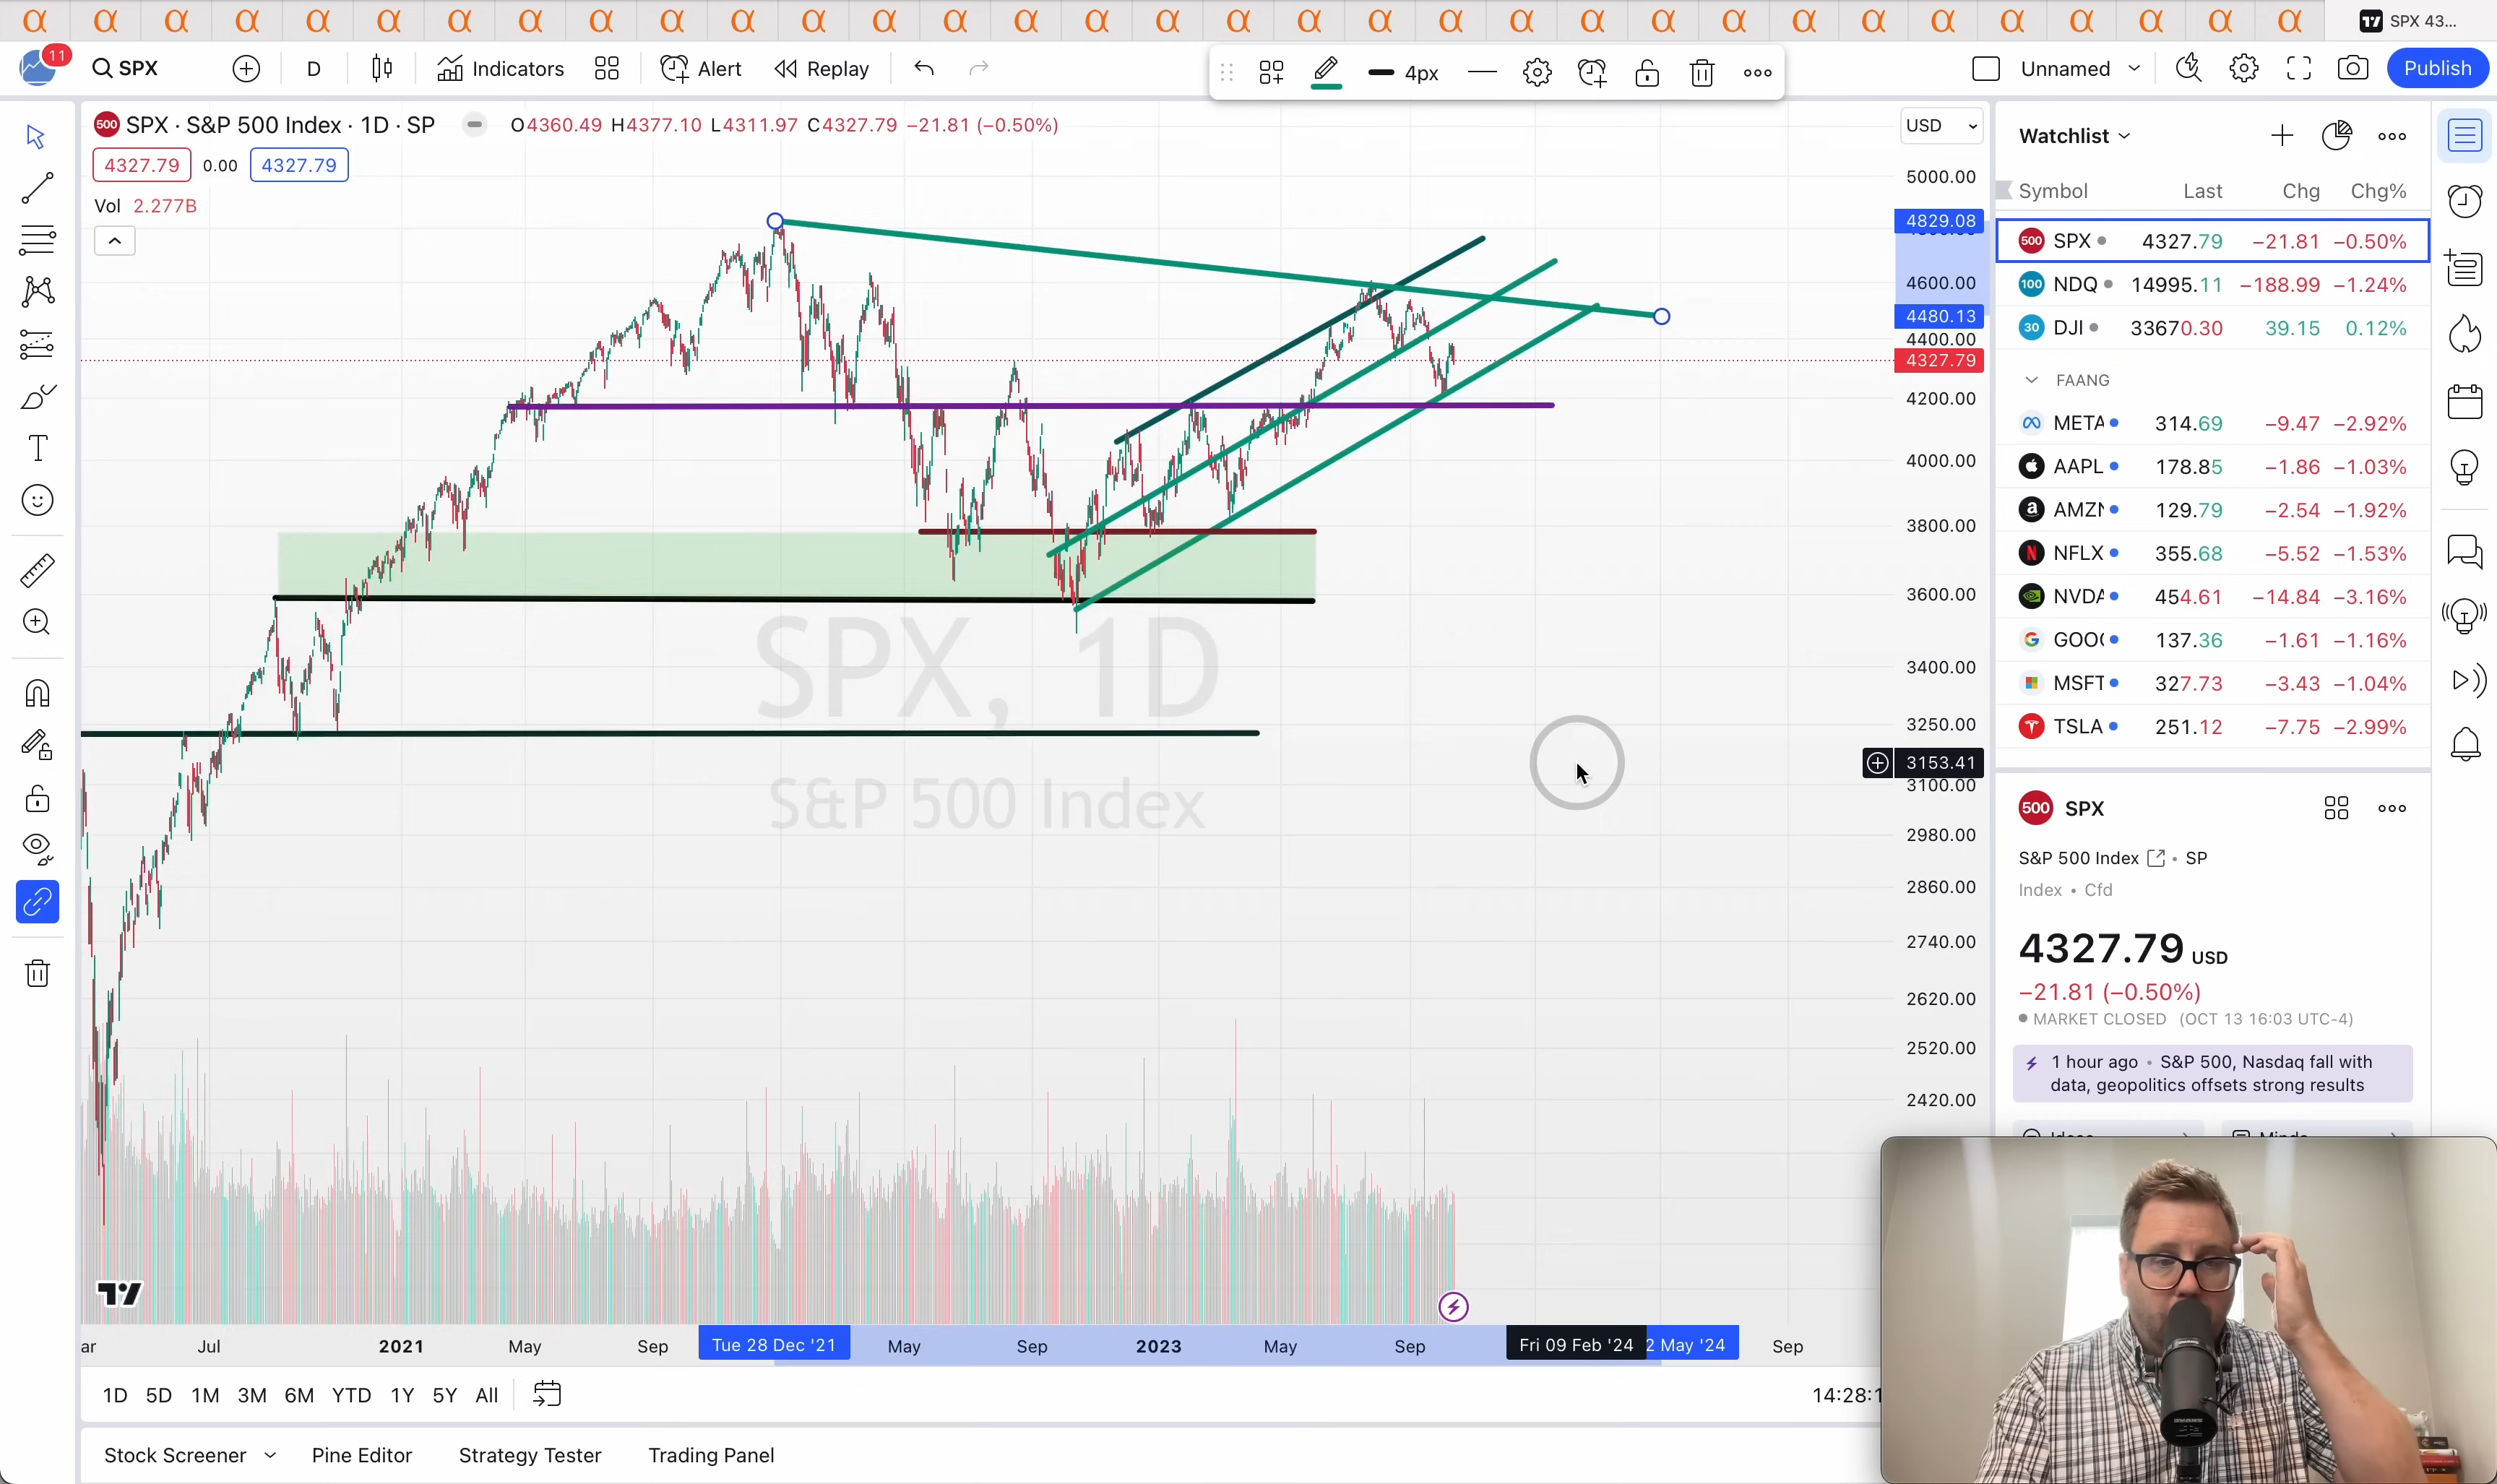 α α α α α α α α α α α α α α α α α α α α α α α α α α α α α α α α α SPX 43...
11 SPX D Indicators Alert Replay 4px Unnamed Publish
500 SPX · S&P 500 Index · 1D · SP O4360.49 H4377.10 L4311.97 C4327.79 −21.81 (−0.50%) USD
4327.79 0.00 4327.79
Vol 2.277B
5000.00
4829.08
4600.00
4480.13
4400.00
4327.79
4200.00
4000.00
3800.00
3600.00
3400.00
3250.00
3153.41
3100.00
2980.00
2860.00
2740.00
2620.00
2520.00
2420.00
SPX, 1D
S&P 500 Index
Jul 2021 May Sep Tue 28 Dec '21 May Sep 2023 May Sep Fri 09 Feb '24 2 May '24 Sep
1D 5D 1M 3M 6M YTD 1Y 5Y All 14:28:1
Stock Screener Pine Editor Strategy Tester Trading Panel
Watchlist
Symbol Last Chg Chg%
500 SPX 4327.79 −21.81 −0.50%
100 NDQ 14995.11 −188.99 −1.24%
30 DJI 33670.30 39.15 0.12%
FAANG
META 314.69 −9.47 −2.92%
AAPL 178.85 −1.86 −1.03%
AMZN 129.79 −2.54 −1.92%
NFLX 355.68 −5.52 −1.53%
NVDA 454.61 −14.84 −3.16%
GOOG 137.36 −1.61 −1.16%
MSFT 327.73 −3.43 −1.04%
TSLA 251.12 −7.75 −2.99%
500 SPX
S&P 500 Index • SP
Index • Cfd
4327.79 USD
−21.81 (−0.50%)
MARKET CLOSED (OCT 13 16:03 UTC-4)
1 hour ago • S&P 500, Nasdaq fall with
data, geopolitics offsets strong results